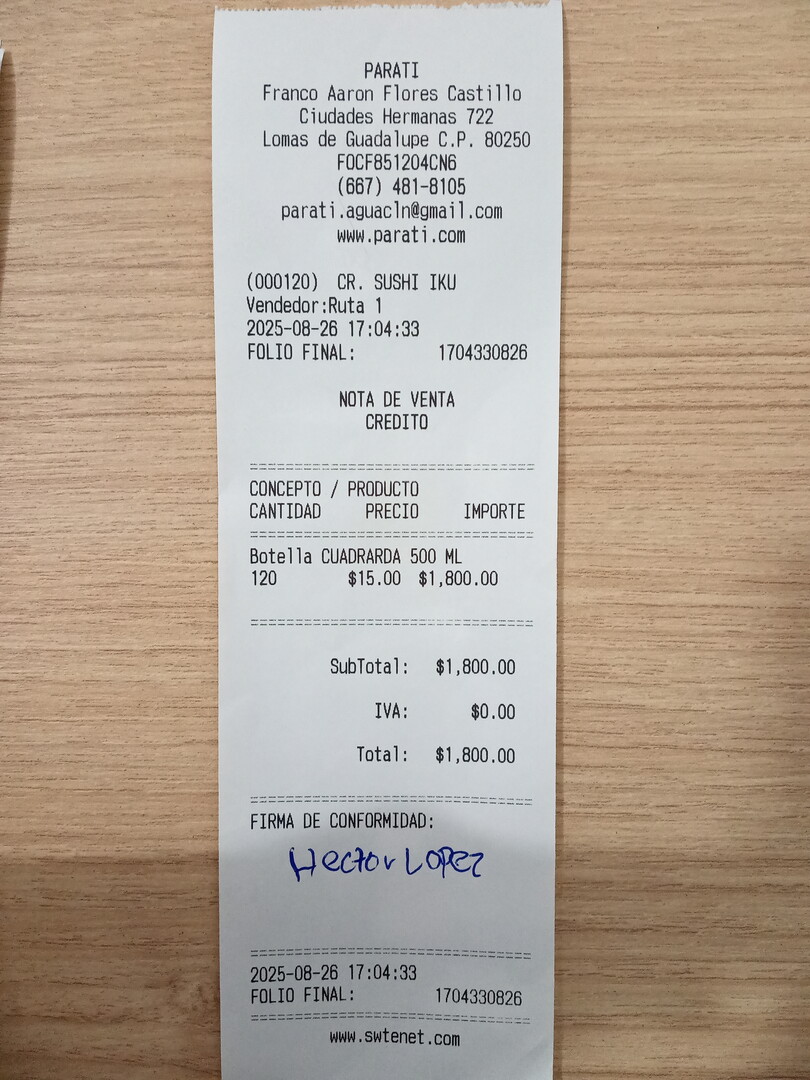 PARATI
Franco Aaron Flores Castillo
Ciudades Hermanas 722
Lomas de Guadalupe C.P. 80250
FOCF851204CN6
(667) 481-8105
parati.aguacln@gmail.com
www.parati.com
(000120) CR. SUSHI IKU
Vendedor:Ruta 1
2025-08-26 17:04:33
FOLIO FINAL: 1704330826
NOTA DE VENTA
CREDITO
CONCEPTO / PRODUCTO
CANTIDAD PRECIO IMPORTE
Botella CUADRARDA 500 ML
120 $15.00 $1,800.00
SubTotal: $1,800.00
IVA: $0.00
Total: $1,800.00
FIRMA DE CONFORMIDAD:
Hector LOPEZ
2025-08-26 17:04:33
FOLIO FINAL: 1704330826
www.swtenet.com